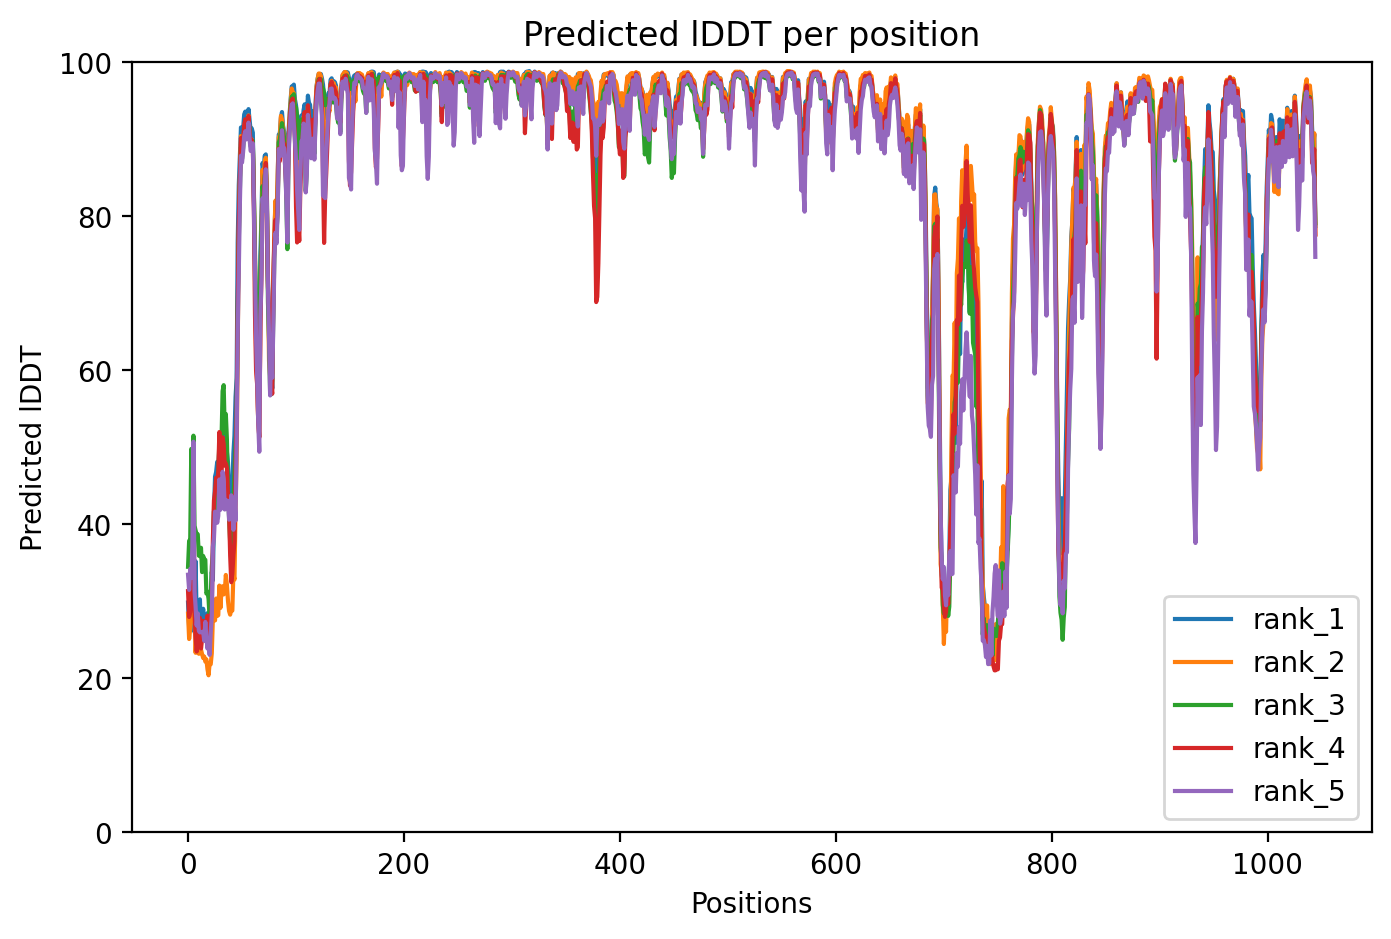 Predicted lDDT per position
100
80
60
40
20
0
Predicted lDDT
0 200 400 600 800 1000
Positions
rank_1
rank_2
rank_3
rank_4
rank_5